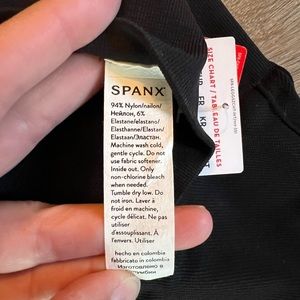 SPANX
94% Nylon/nailon/
Нейлон, 6%
Elastane/elastano/
Elasthanne/Elastan/
Elastaan/Эластан.
Machine wash cold,
gentle cycle. Do not
use fabric softener.
Inside out. Only
non-chlorine bleach
when needed.
Tumble dry low. Do
not iron. Laver à
froid en machine,
cycle délicat. Ne pas
utiliser
d'assouplissant. À
l'envers. Utiliser
hecho en colombia
fabricado in colombia
Изготовлено в
SIZE CHART / TABLEAU DE TAILLES
FR
KR